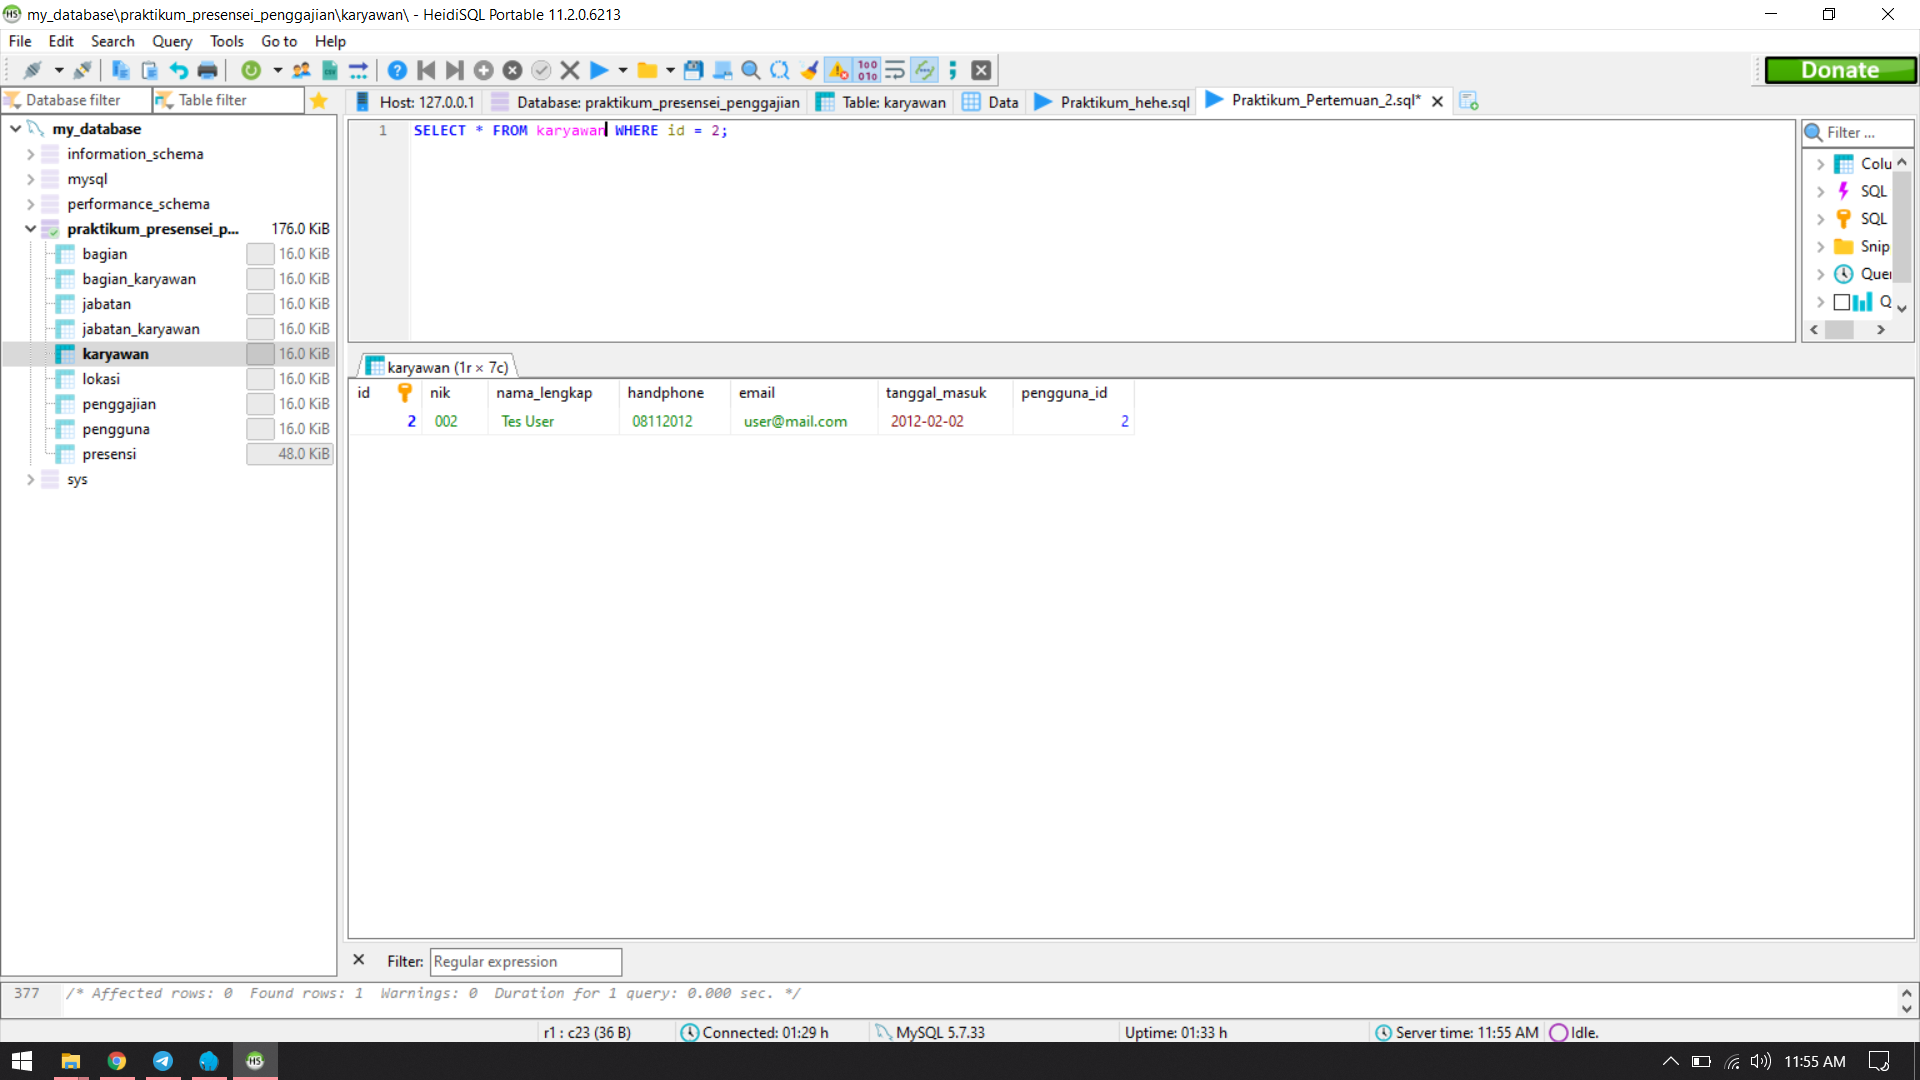 my_database\praktikum_presensei_penggajian\karyawan\ - HeidiSQL Portable 11.2.0.6213
File Edit Search Query Tools Go to Help
Donate
Database filter Table filter
Host: 127.0.0.1 Database: praktikum_presensei_penggajian Table: karyawan Data Praktikum_hehe.sql Praktikum_Pertemuan_2.sql*
my_database
information_schema
mysql
performance_schema
praktikum_presensei_p... 176.0 KiB
bagian 16.0 KiB
bagian_karyawan 16.0 KiB
jabatan 16.0 KiB
jabatan_karyawan 16.0 KiB
karyawan 16.0 KiB
lokasi 16.0 KiB
penggajian 16.0 KiB
pengguna 16.0 KiB
presensi 48.0 KiB
sys
1 SELECT * FROM karyawan WHERE id = 2;
Filter ...
Colu
SQL
SQL
Snip
Quer
Q
karyawan (1r × 7c)
id nik nama_lengkap handphone email tanggal_masuk pengguna_id
2 002 Tes User 08112012 user@mail.com 2012-02-02 2
Filter: Regular expression
377 /* Affected rows: 0 Found rows: 1 Warnings: 0 Duration for 1 query: 0.000 sec. */
r1 : c23 (36 B) Connected: 01:29 h MySQL 5.7.33 Uptime: 01:33 h Server time: 11:55 AM Idle.
HS 11:55 AM